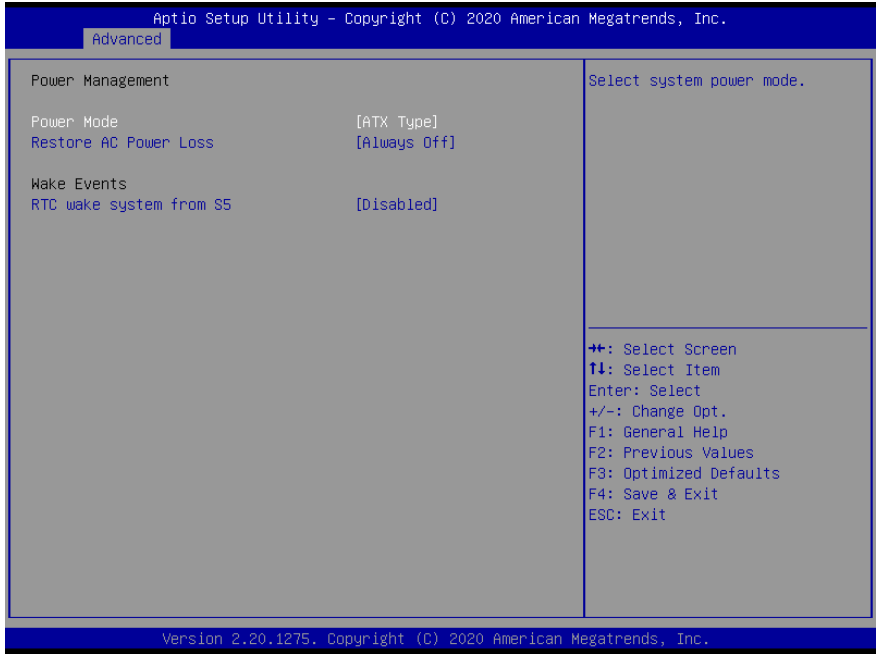 Aptio Setup Utility – Copyright (C) 2020 American Megatrends, Inc.
Advanced
Power Management
Power Mode [ATX Type]
Restore AC Power Loss [Always Off]
Wake Events
RTC wake system from S5 [Disabled]
Select system power mode.
→←: Select Screen
↑↓: Select Item
Enter: Select
+/-: Change Opt.
F1: General Help
F2: Previous Values
F3: Optimized Defaults
F4: Save & Exit
ESC: Exit
Version 2.20.1275. Copyright (C) 2020 American Megatrends, Inc.